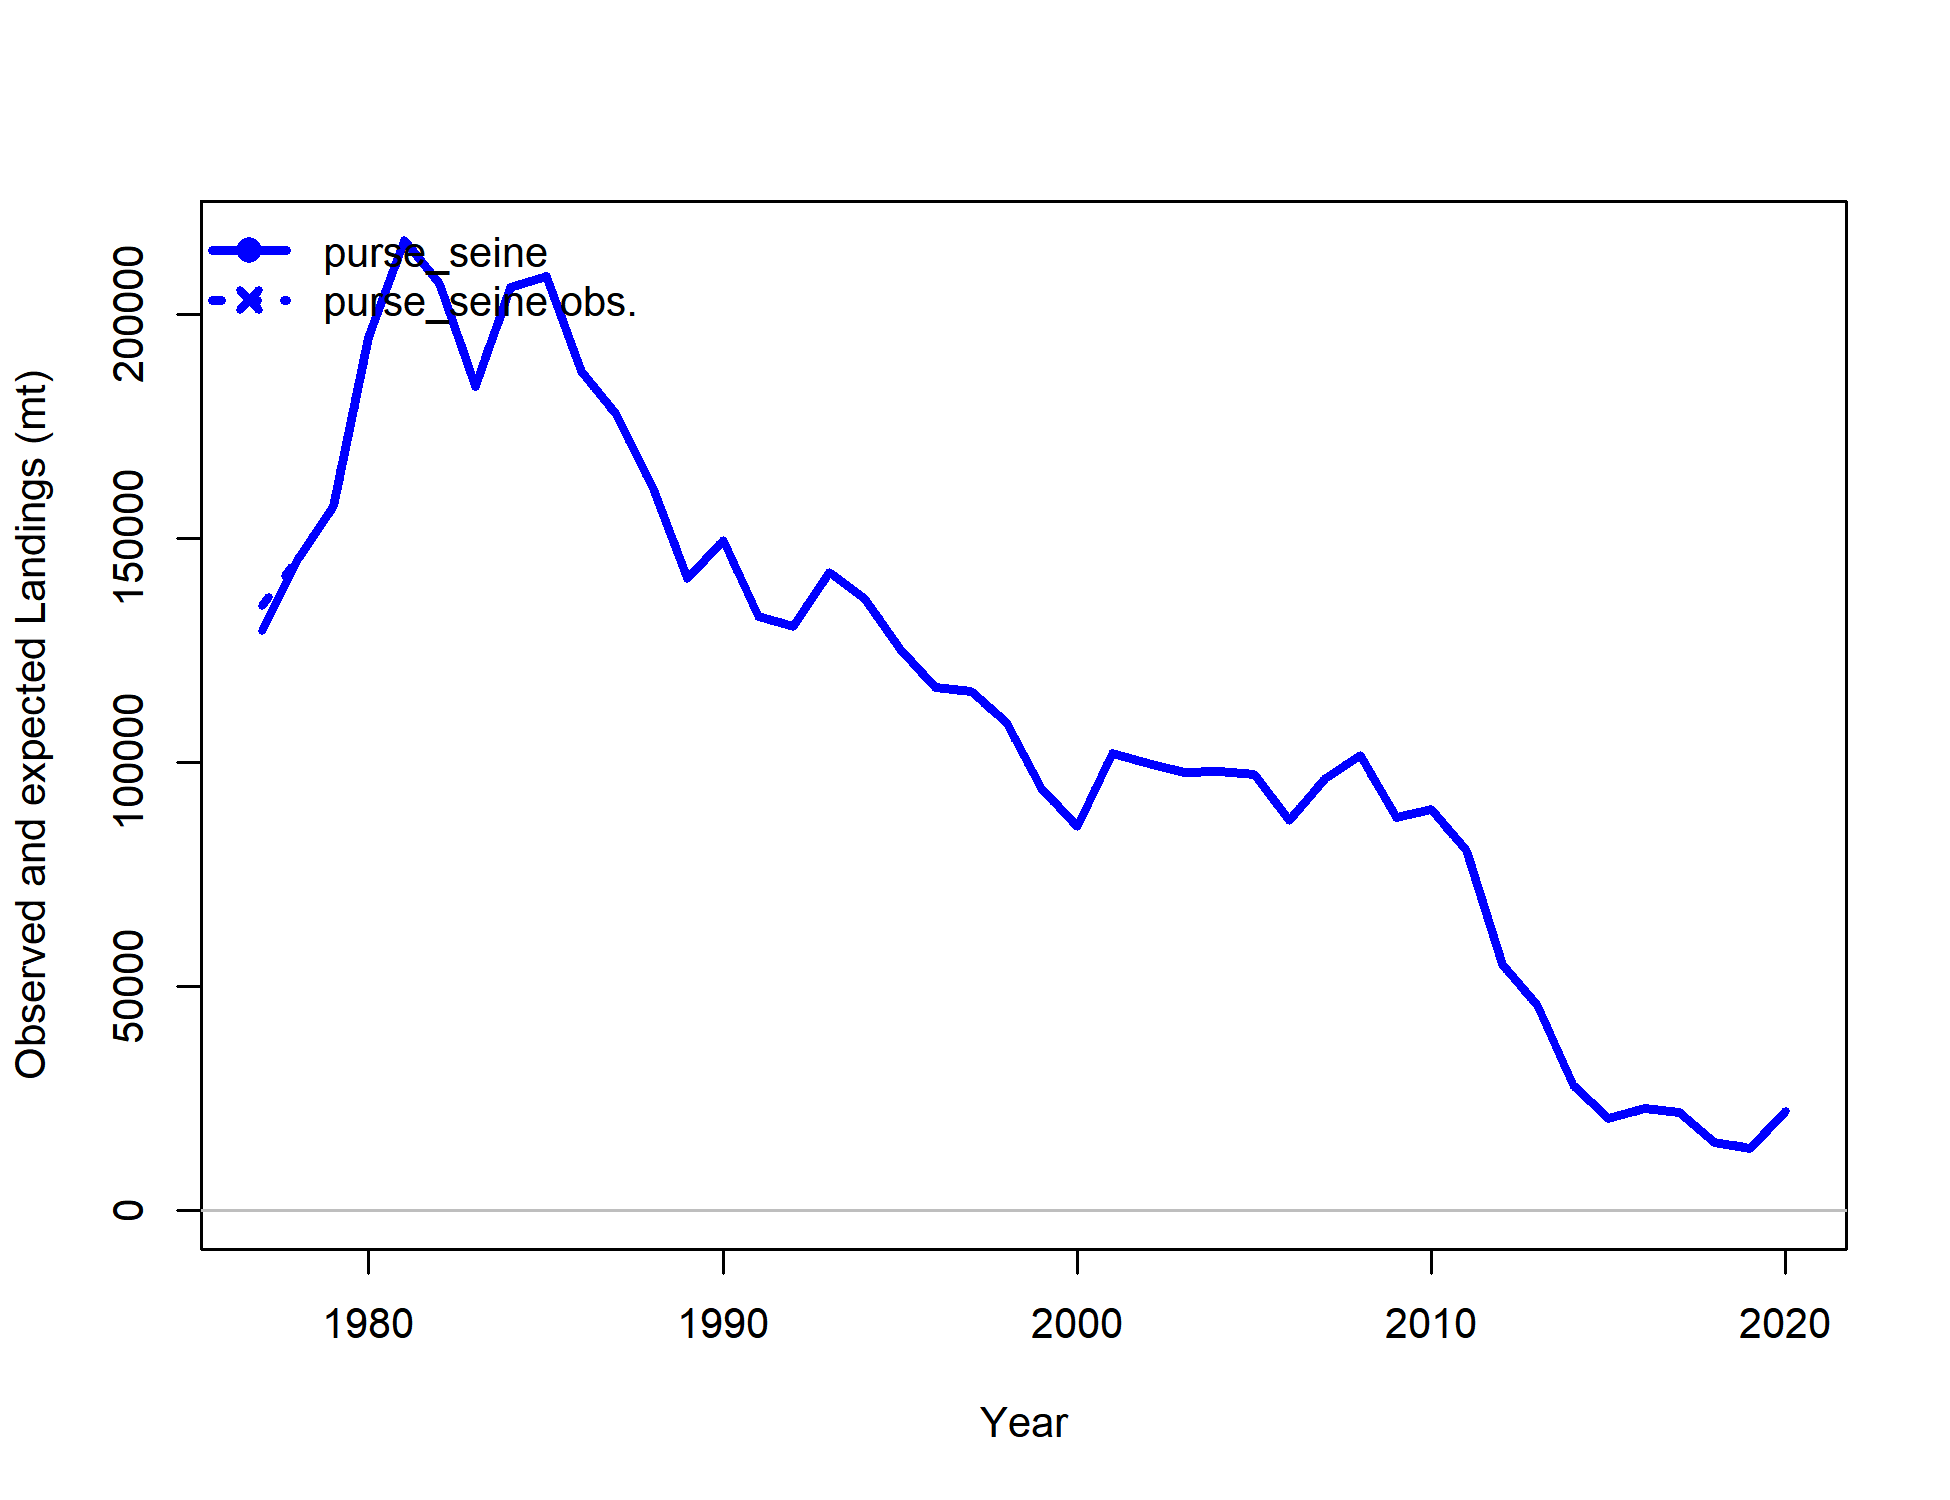 purse_seine
purse_seine obs.
Observed and expected Landings (mt)
200000
150000
100000
50000
0
1980 1990 2000 2010 2020
Year